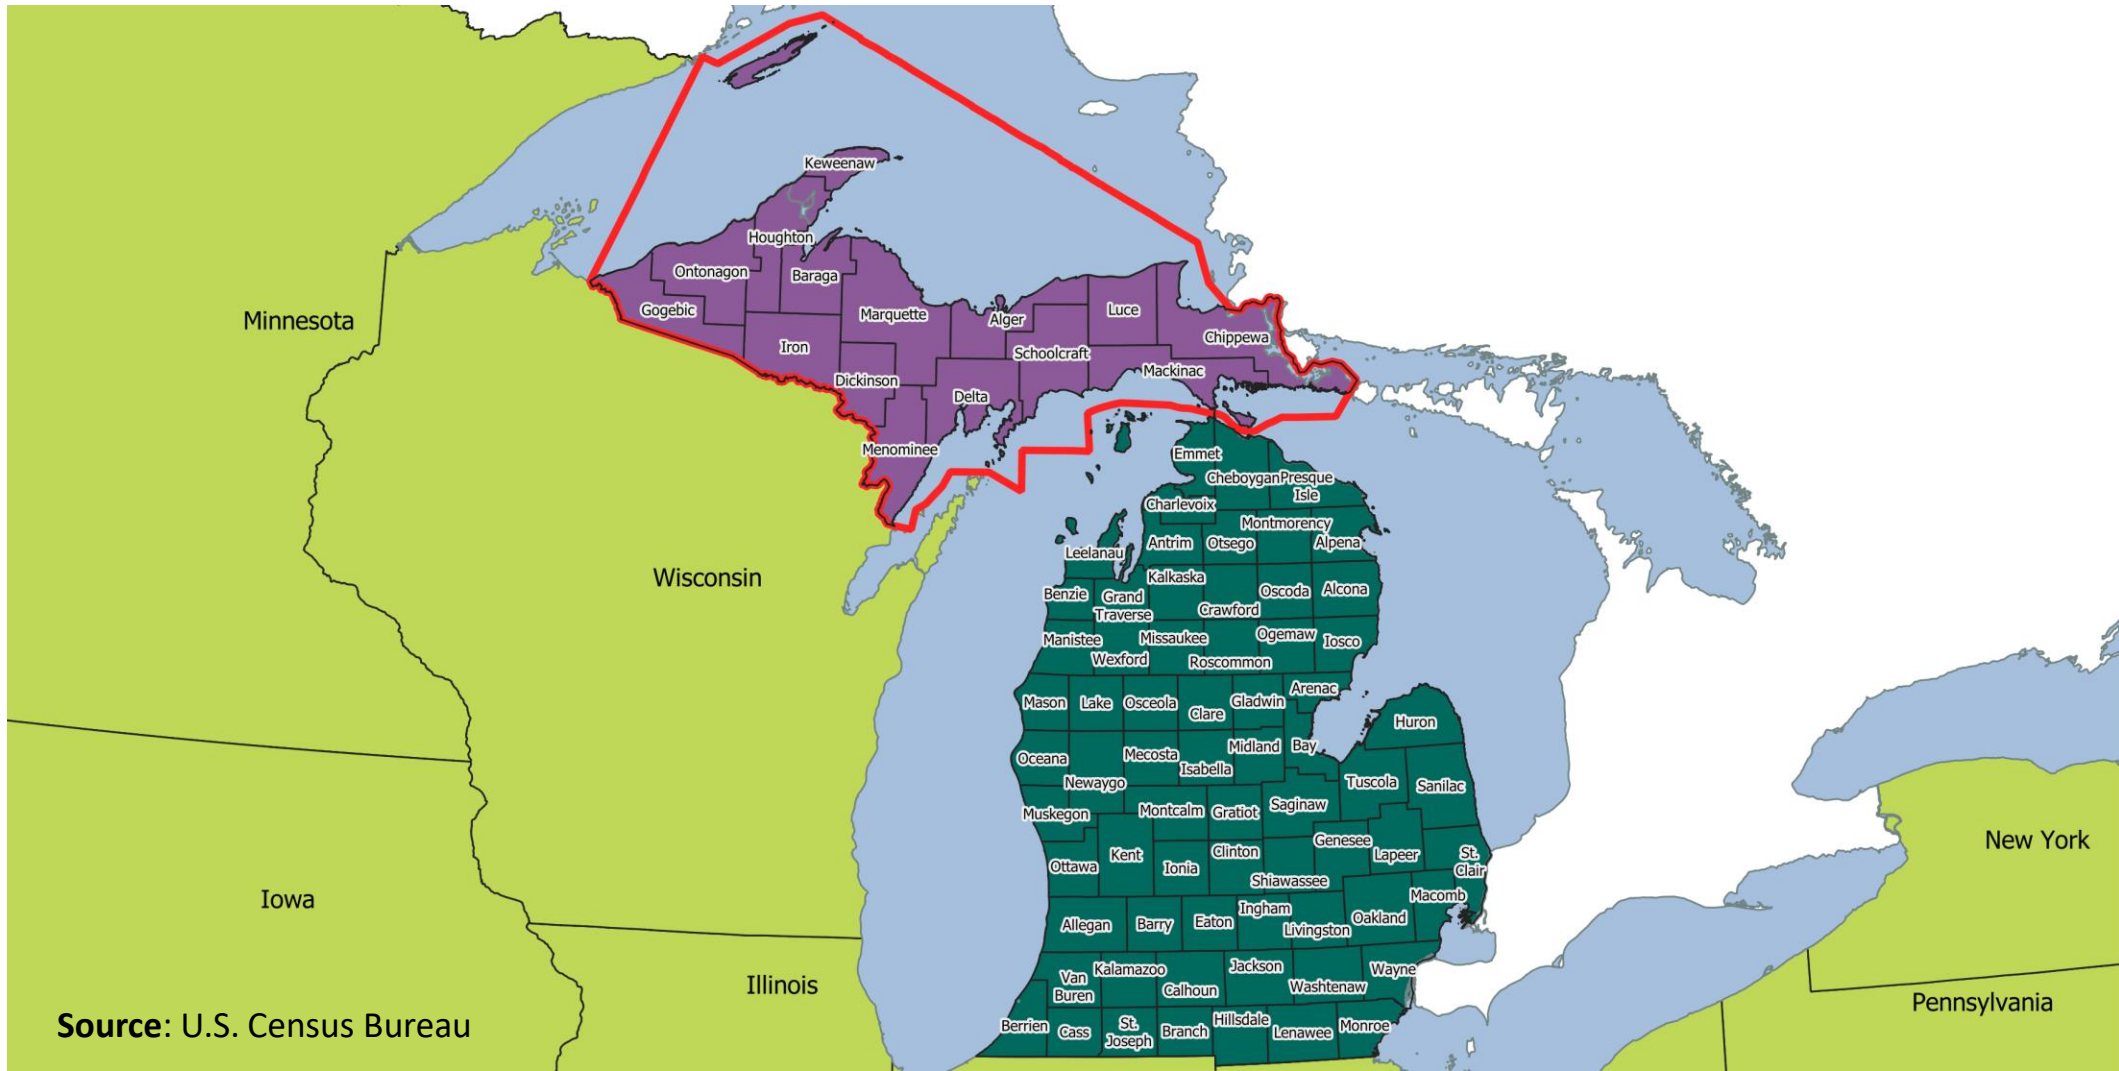 Keweenaw
Houghton
Ontonagon
Baraga
Gogebic
Marquette
Alger
Luce
Minnesota
Iron
Schoolcraft
Chippewa
Mackinac
Dickinson
Delta
Menominee
Emmet
Cheboygan
Presque
Isle
Charlevoix
Montmorency
Antrim
Otsego
Alpena
Leelanau
Wisconsin
Kalkaska
Benzie
Grand
Traverse
Crawford
Oscoda
Alcona
Manistee
Missaukee
Ogemaw
Iosco
Wexford
Roscommon
Arenac
Mason
Lake
Osceola
Clare
Gladwin
Huron
Oceana
Mecosta
Midland
Bay
Isabella
Newaygo
Tuscola
Sanilac
Muskegon
Montcalm
Gratiot
Saginaw
Genesee
New York
Ottawa
Kent
Ionia
Clinton
Lapeer
St.
Clair
Shiawassee
Iowa
Macomb
Allegan
Barry
Eaton
Ingham
Livingston
Oakland
Van
Buren
Kalamazoo
Calhoun
Jackson
Washtenaw
Wayne
Illinois
Pennsylvania
Source: U.S. Census Bureau
Berrien
Cass
St.
Joseph
Branch
Hillsdale
Lenawee
Monroe